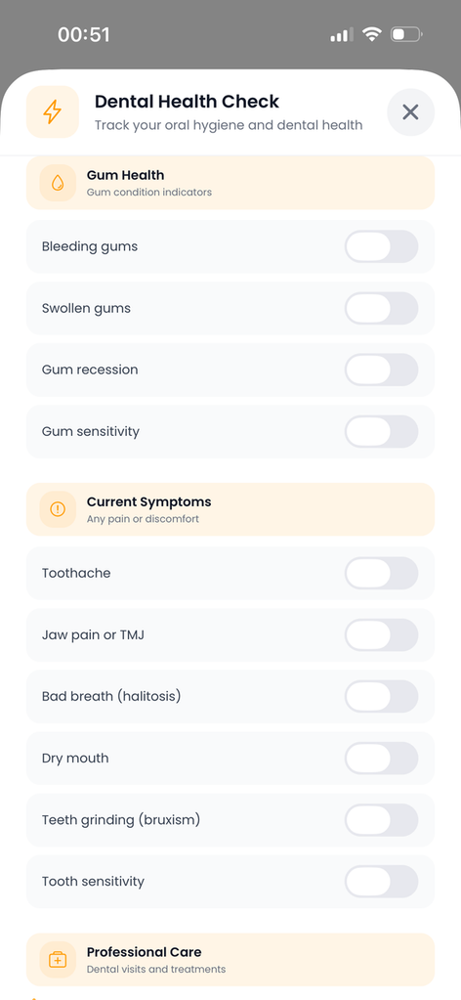 00:51
Dental Health Check
Track your oral hygiene and dental health
Gum Health
Gum condition indicators
Bleeding gums
Swollen gums
Gum recession
Gum sensitivity
Current Symptoms
Any pain or discomfort
Toothache
Jaw pain or TMJ
Bad breath (halitosis)
Dry mouth
Teeth grinding (bruxism)
Tooth sensitivity
Professional Care
Dental visits and treatments